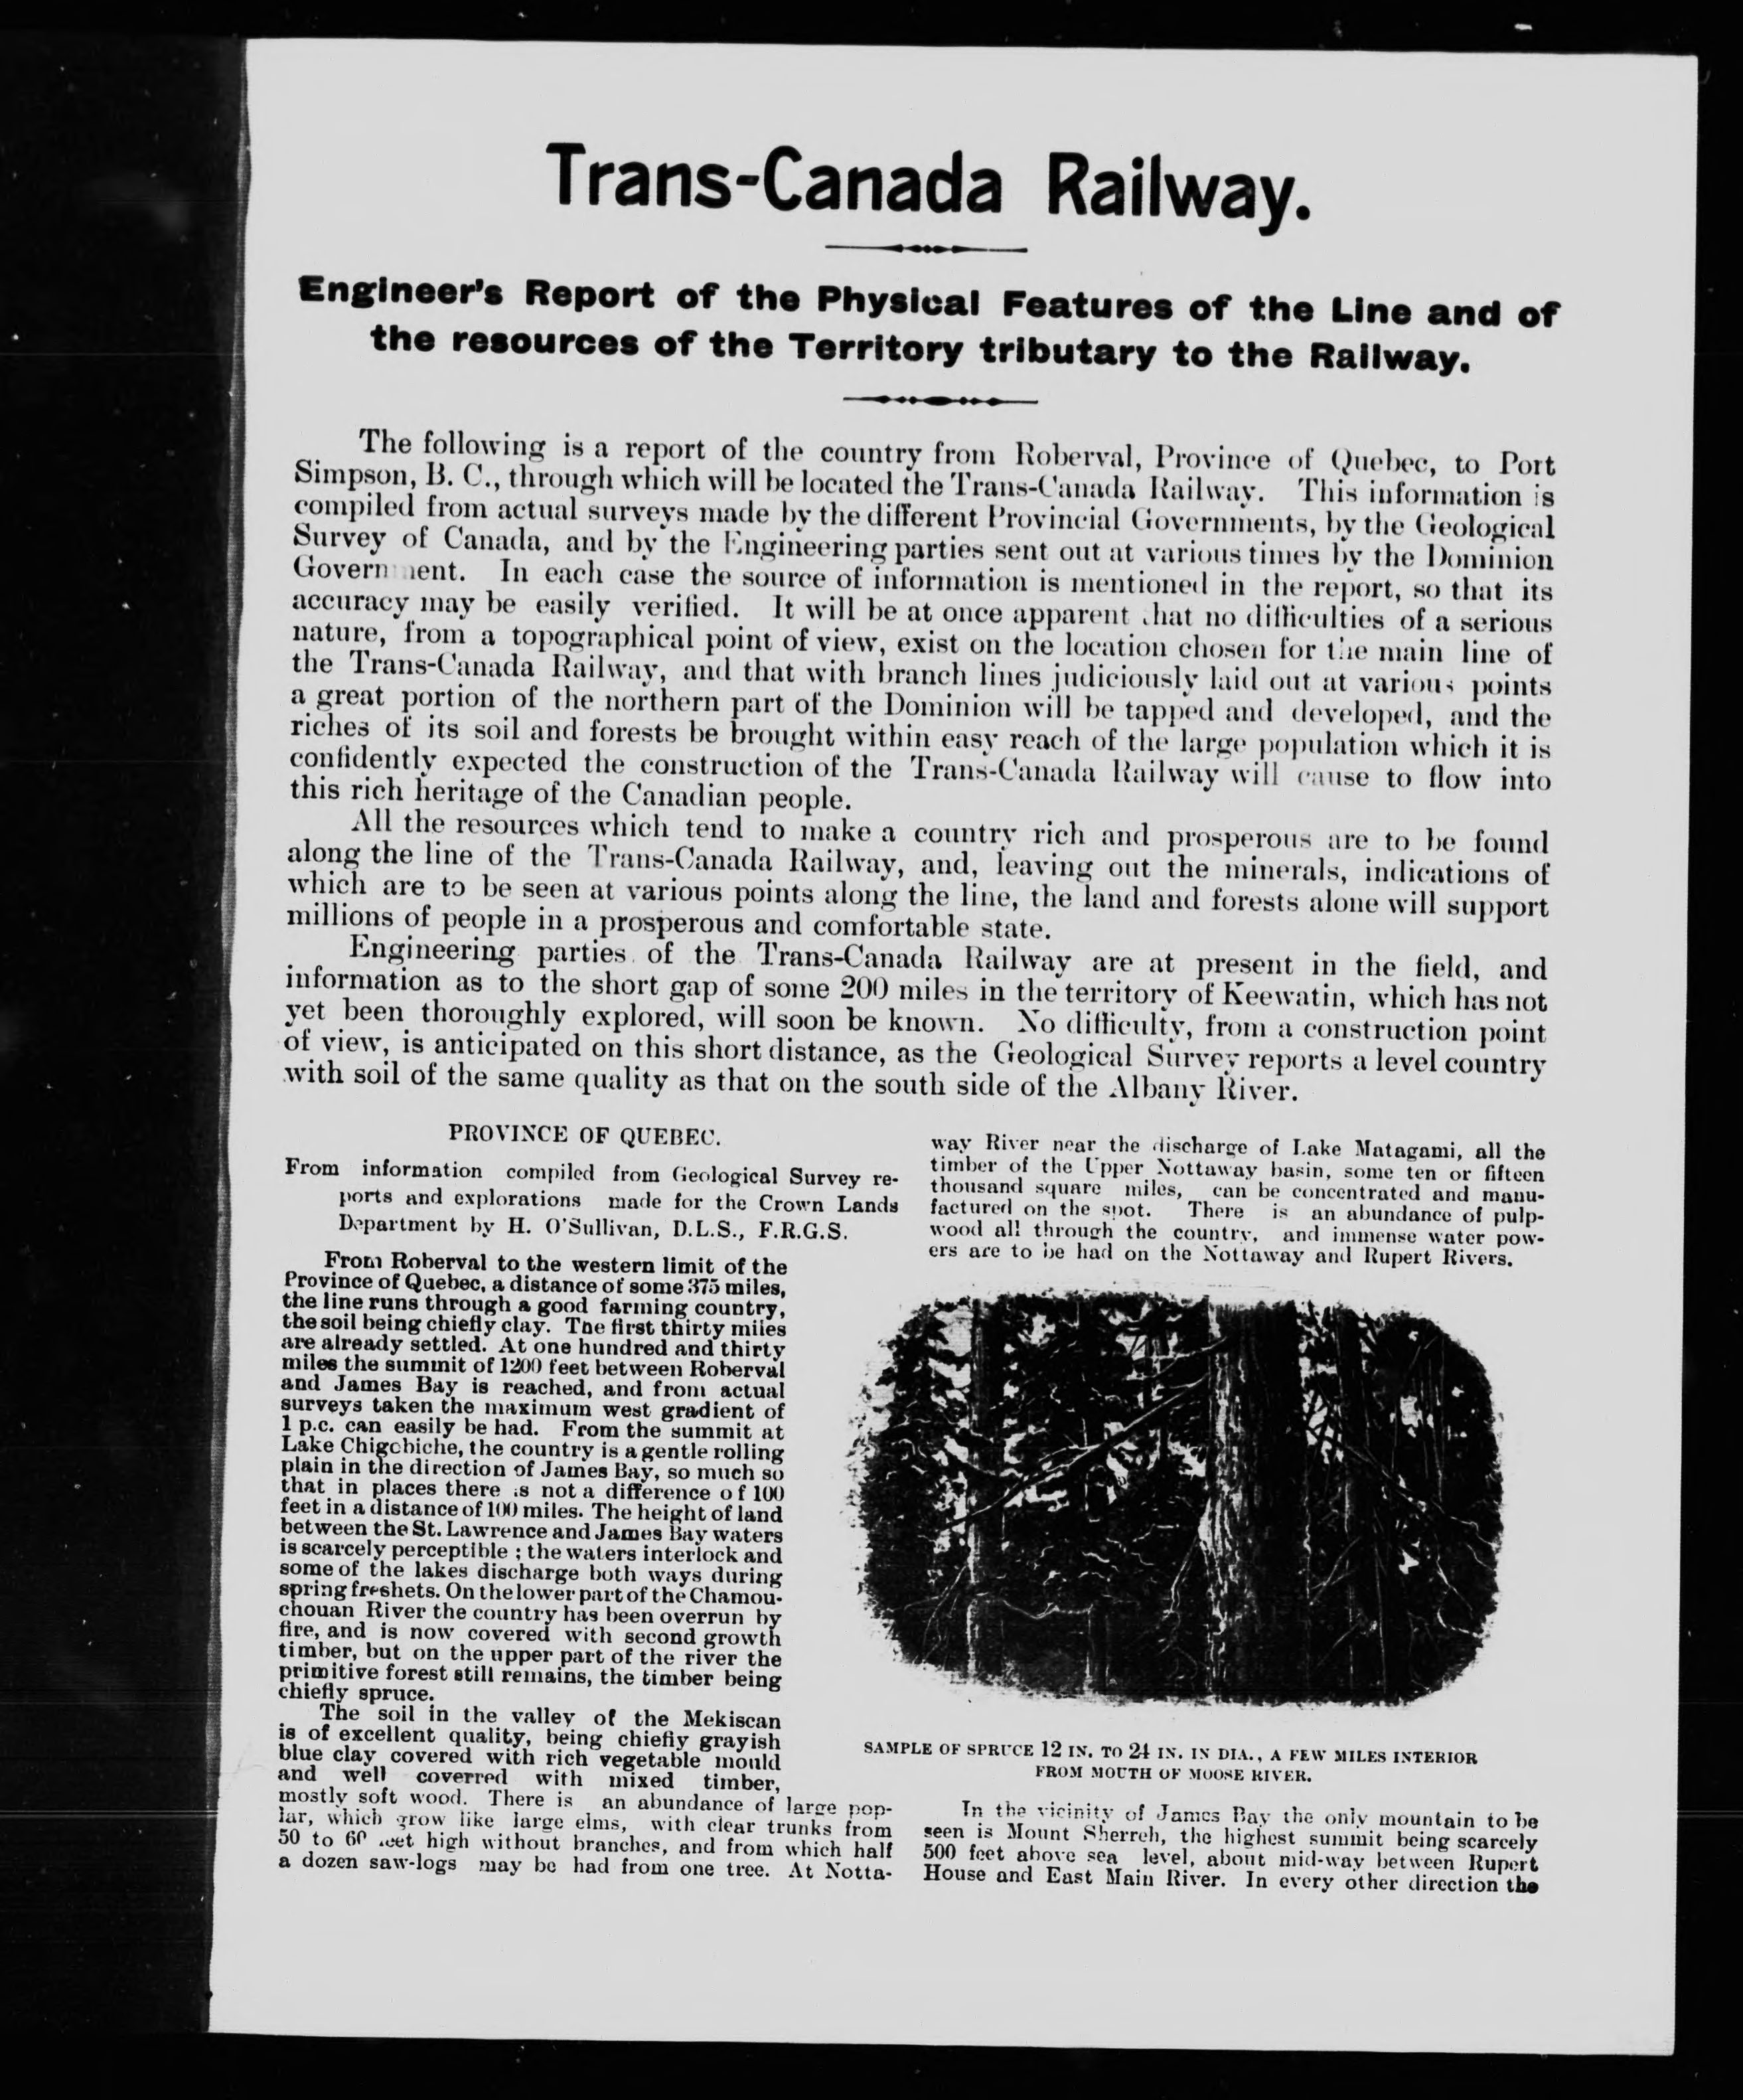 Trans-Canada Railway.
Engineer's Report of the Physical Features of the Line and of
the resources of the Territory tributary to the Railway.
The following is a report of the country from Roberval, Province of Quebec, to Port
Simpson, B. C., through which will be located the Trans-Canada Railway. This information is
compiled from actual surveys made by the different Provincial Governments, by the Geological
Survey of Canada, and by the Engineering parties sent out at various times by the Dominion
Government. In each case the source of information is mentioned in the report, so that its
accuracy may be easily verified. It will be at once apparent that no difficulties of a serious
nature, from a topographical point of view, exist on the location chosen for the main line of
the Trans-Canada Railway, and that with branch lines judiciously laid out at various points
a great portion of the northern part of the Dominion will be tapped and developed, and the
riches of its soil and forests be brought within easy reach of the large population which it is
confidently expected the construction of the Trans-Canada Railway will cause to flow into
this rich heritage of the Canadian people.
All the resources which tend to make a country rich and prosperous are to be found
along the line of the Trans-Canada Railway, and, leaving out the minerals, indications of
which are to be seen at various points along the line, the land and forests alone will support
millions of people in a prosperous and comfortable state.
Engineering parties of the Trans-Canada Railway are at present in the field, and
information as to the short gap of some 200 miles in the territory of Keewatin, which has not
yet been thoroughly explored, will soon be known. No difficulty, from a construction point
of view, is anticipated on this short distance, as the Geological Survey reports a level country
with soil of the same quality as that on the south side of the Albany River.
PROVINCE OF QUEBEC.
From information compiled from Geological Survey re-
ports and explorations made for the Crown Lands
Department by H. O'Sullivan, D.L.S., F.R.G.S.
From Roberval to the western limit of the
Province of Quebec, a distance of some 375 miles,
the line runs through a good farming country,
the soil being chiefly clay. The first thirty miles
are already settled. At one hundred and thirty
miles the summit of 1200 feet between Roberval
and James Bay is reached, and from actual
surveys taken the maximum west gradient of
1 p.c. can easily be had. From the summit at
Lake Chigobiche, the country is a gentle rolling
plain in the direction of James Bay, so much so
that in places there is not a difference of 100
feet in a distance of 100 miles. The height of land
between the St. Lawrence and James Bay waters
is scarcely perceptible ; the waters interlock and
some of the lakes discharge both ways during
spring freshets. On the lower part of the Chamou-
chouan River the country has been overrun by
fire, and is now covered with second growth
timber, but on the upper part of the river the
primitive forest still remains, the timber being
chiefly spruce.
The soil in the valley of the Mekiscan
is of excellent quality, being chiefly grayish
blue clay covered with rich vegetable mould
and well coverred with mixed timber,
mostly soft wood. There is an abundance of large pop-
lar, which grow like large elms, with clear trunks from
50 to 60 feet high without branches, and from which half
a dozen saw-logs may be had from one tree. At Notta-
way River near the discharge of Lake Matagami, all the
timber of the Upper Nottaway basin, some ten or fifteen
thousand square miles, can be concentrated and manu-
factured on the spot. There is an abundance of pulp-
wood all through the country, and immense water pow-
ers are to be had on the Nottaway and Rupert Rivers.
SAMPLE OF SPRUCE 12 IN. TO 24 IN. IN DIA., A FEW MILES INTERIOR
FROM MOUTH OF MOOSE RIVER.
In the vicinity of James Bay the only mountain to be
seen is Mount Sherreh, the highest summit being scarcely
500 feet above sea level, about mid-way between Rupert
House and East Main River. In every other direction the